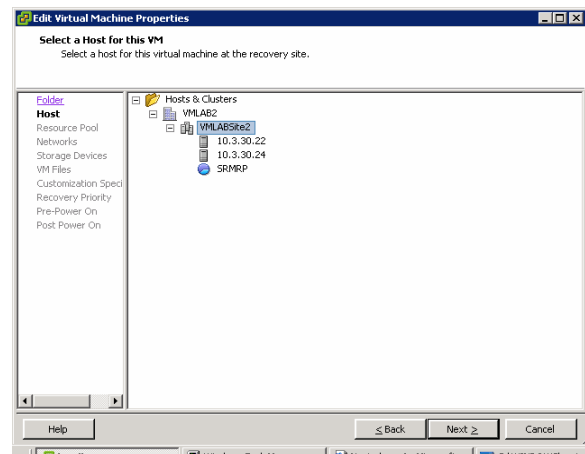 Edit Virtual Machine Properties
Select a Host for this VM
Select a host for this virtual machine at the recovery site.
Folder
Host
Resource Pool
Networks
Storage Devices
VM Files
Customization Speci
Recovery Priority
Pre-Power On
Post Power On
Hosts & Clusters
VMLAB2
VMLABSite2
10.3.30.22
10.3.30.24
SRMRP
Help
≤ Back
Next ≥
Cancel